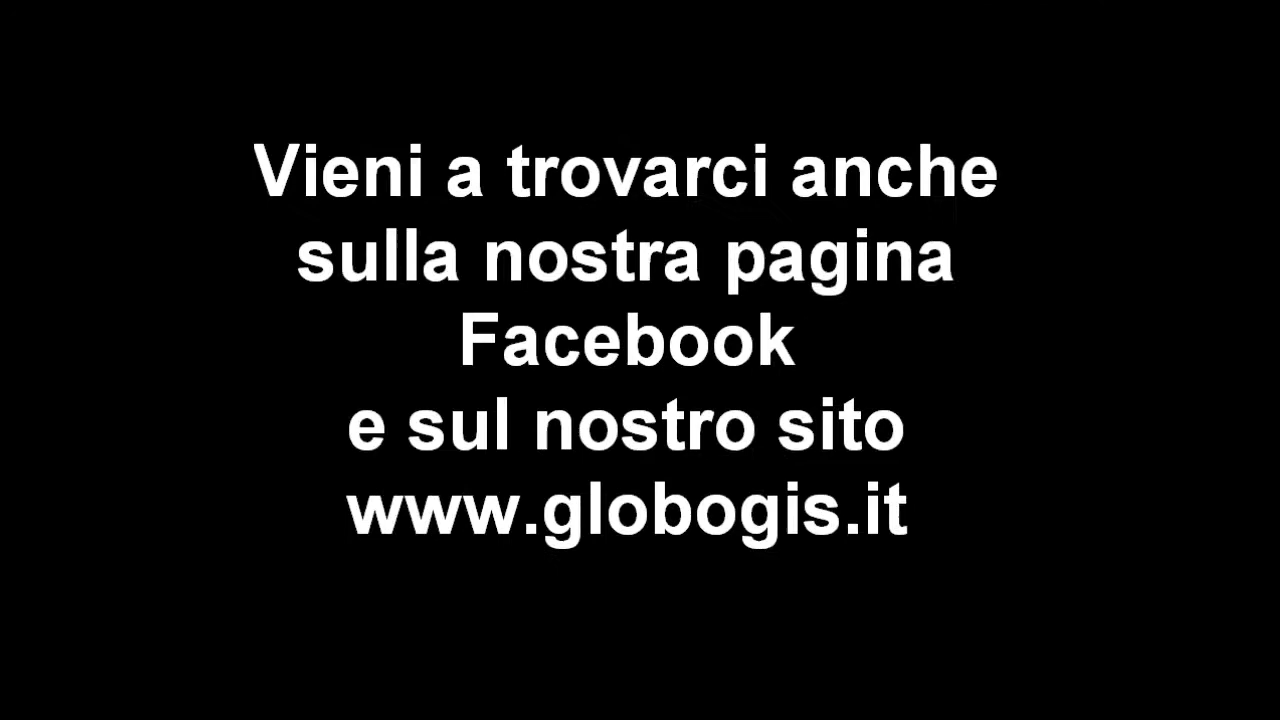 Vieni a trovarci anche
sulla nostra pagina
Facebook
e sul nostro sito
www.globogis.it